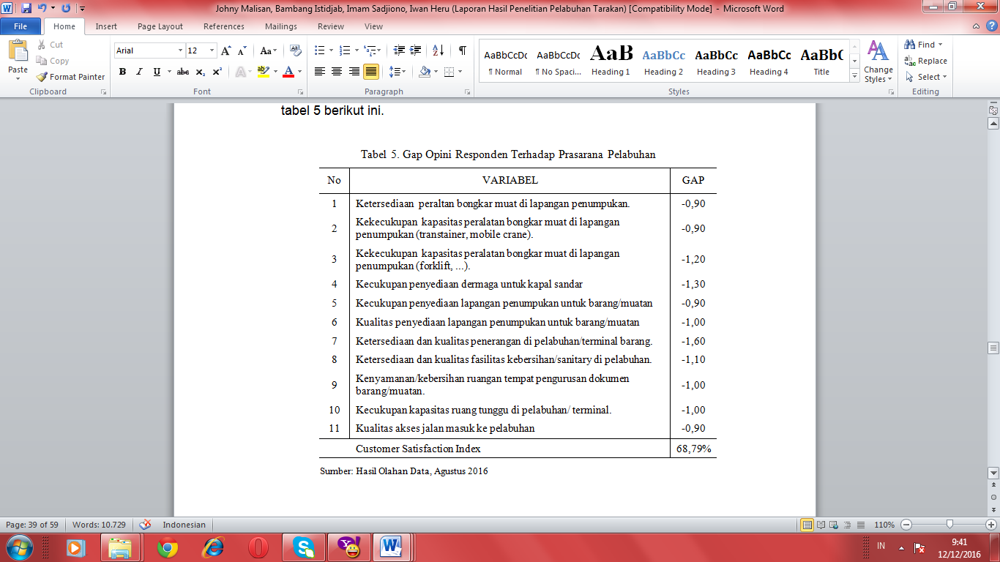 Johny Malisan, Bambang Istidjab, Imam Sadjiono, Iwan Heru (Laporan Hasil Penelitian Pelabuhan Tarakan) [Compatibility Mode] - Microsoft Word
File Home Insert Page Layout References Mailings Review View
Paste
Cut
Copy
Format Painter
Clipboard
Arial 12
Font
Paragraph
AaBbCcDc AaBbCcDc AaB AaBbCc AaBbCc AaBbCc AaBbC
¶ Normal ¶ No Spaci... Heading 1 Heading 2 Heading 3 Heading 4 Title
Change Styles
Styles
Find
Replace
Select
Editing
tabel 5 berikut ini.
Tabel 5. Gap Opini Responden Terhadap Prasarana Pelabuhan
No VARIABEL GAP
1 Ketersediaan peraltan bongkar muat di lapangan penumpukan. -0,90
2 Kekecukupan kapasitas peralatan bongkar muat di lapangan
penumpukan (transtainer, mobile crane). -0,90
3 Kekecukupan kapasitas peralatan bongkar muat di lapangan
penumpukan (forklift, ...). -1,20
4 Kecukupan penyediaan dermaga untuk kapal sandar -1,30
5 Kecukupan penyediaan lapangan penumpukan untuk barang/muatan -0,90
6 Kualitas penyediaan lapangan penumpukan untuk barang/muatan -1,00
7 Ketersediaan dan kualitas penerangan di pelabuhan/terminal barang. -1,60
8 Ketersediaan dan kualitas fasilitas kebersihan/sanitary di pelabuhan. -1,10
9 Kenyamanan/kebersihan ruangan tempat pengurusan dokumen
barang/muatan. -1,00
10 Kecukupan kapasitas ruang tunggu di pelabuhan/ terminal. -1,00
11 Kualitas akses jalan masuk ke pelabuhan -0,90
Customer Satisfaction Index 68,79%
Sumber: Hasil Olahan Data, Agustus 2016
Page: 39 of 59 Words: 10.729 Indonesian 110%
IN 9:41
12/12/2016